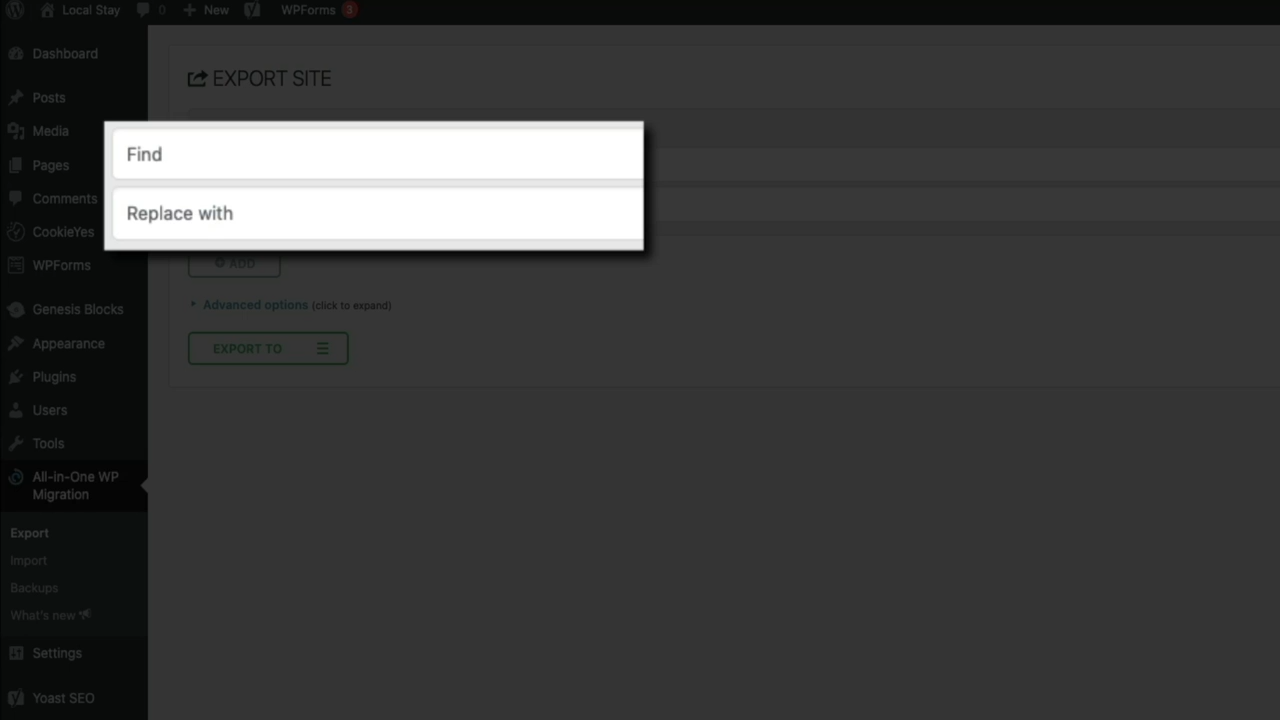 Local Stay 0 New WPForms 3
Dashboard
Posts
Media
Pages
Comments
CookieYes
WPForms
Genesis Blocks
Appearance
Plugins
Users
Tools
All-in-One WP
Migration
Export
Import
Backups
What's new
Settings
Yoast SEO
EXPORT SITE
Find
Replace with
ADD
Advanced options (click to expand)
EXPORT TO